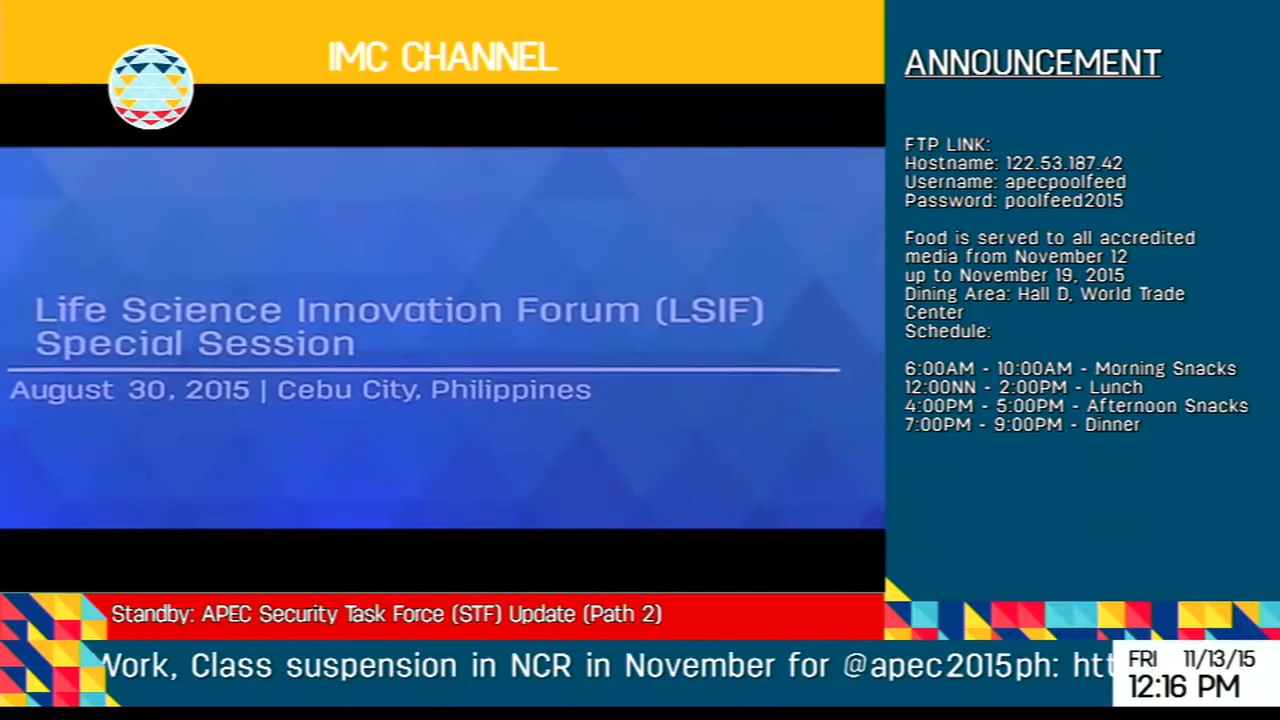 IMC CHANNEL
Life Science Innovation Forum (LSIF)
Special Session
August 30, 2015 | Cebu City, Philippines
Standby: APEC Security Task Force (STF) Update (Path 2)
Work, Class suspension in NCR in November for @apec2015ph: htt
ANNOUNCEMENT
FTP LINK:
Hostname: 122.53.187.42
Username: apecpoolfeed
Password: poolfeed2015
Food is served to all accredited
media from November 12
up to November 19, 2015
Dining Area: Hall D, World Trade
Center
Schedule:
6:00AM - 10:00AM - Morning Snacks
12:00NN - 2:00PM - Lunch
4:00PM - 5:00PM - Afternoon Snacks
7:00PM - 9:00PM - Dinner
FRI 11/13/15
12:16 PM